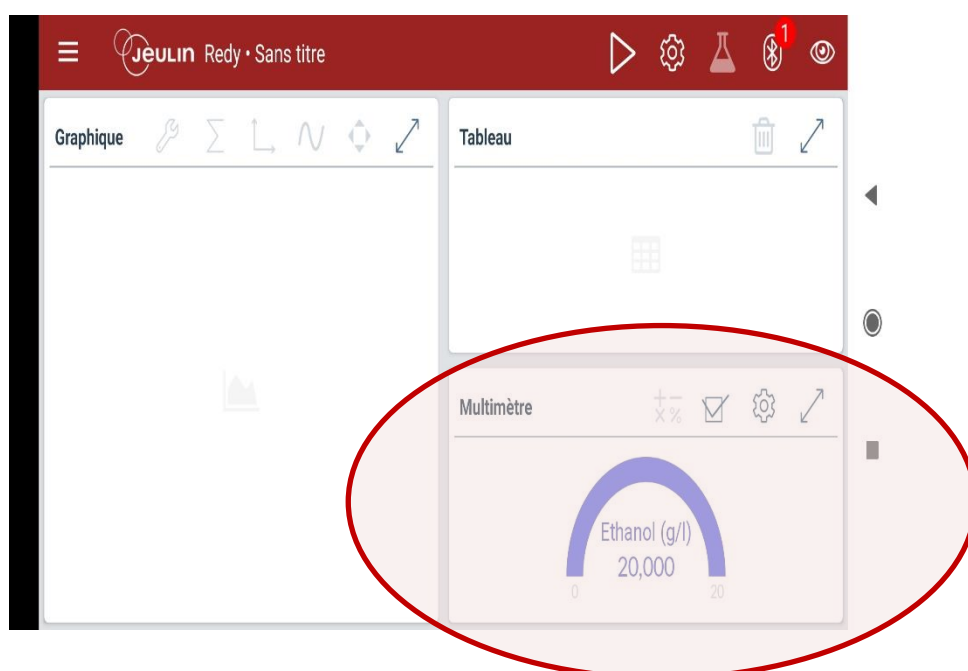 Jeulin Redy • Sans titre
1
Graphique
Tableau
Multimètre
Ethanol (g/l)
20,000
0 20